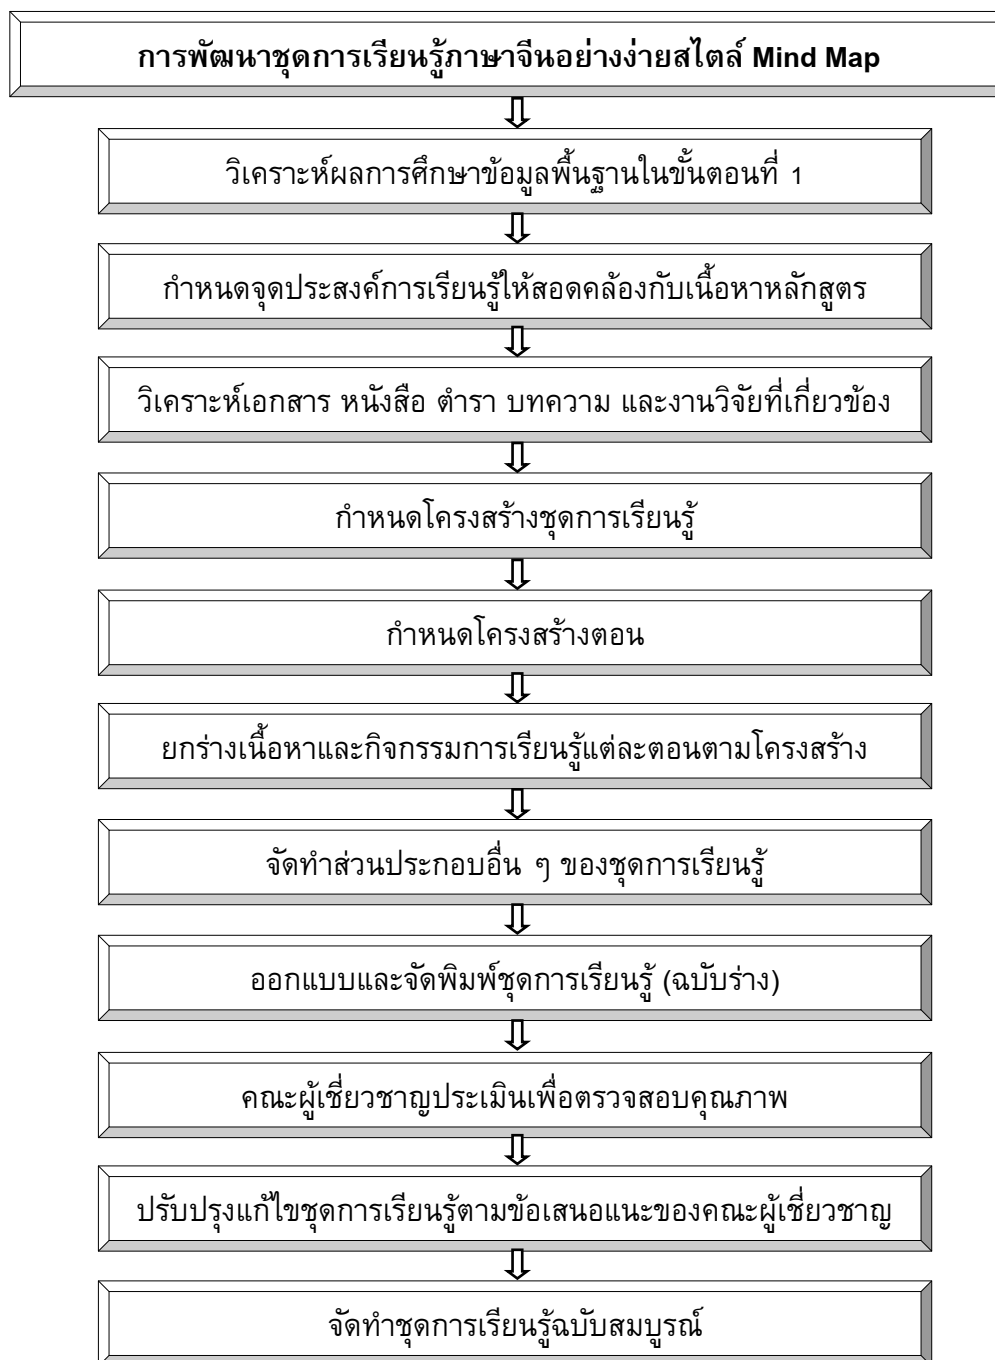 การพัฒนาชุดการเรียนรู้ภาษาจีนอย่างง่ายสไตล์ Mind Map
วิเคราะห์ผลการศึกษาข้อมูลพื้นฐานในขั้นตอนที่ 1
กำหนดจุดประสงค์การเรียนรู้ให้สอดคล้องกับเนื้อหาหลักสูตร
วิเคราะห์เอกสาร หนังสือ ตำรา บทความ และงานวิจัยที่เกี่ยวข้อง
กำหนดโครงสร้างชุดการเรียนรู้
กำหนดโครงสร้างตอน
ยกร่างเนื้อหาและกิจกรรมการเรียนรู้แต่ละตอนตามโครงสร้าง
จัดทำส่วนประกอบอื่น ๆ ของชุดการเรียนรู้
ออกแบบและจัดพิมพ์ชุดการเรียนรู้ (ฉบับร่าง)
คณะผู้เชี่ยวชาญประเมินเพื่อตรวจสอบคุณภาพ
ปรับปรุงแก้ไขชุดการเรียนรู้ตามข้อเสนอแนะของคณะผู้เชี่ยวชาญ
จัดทำชุดการเรียนรู้ฉบับสมบูรณ์